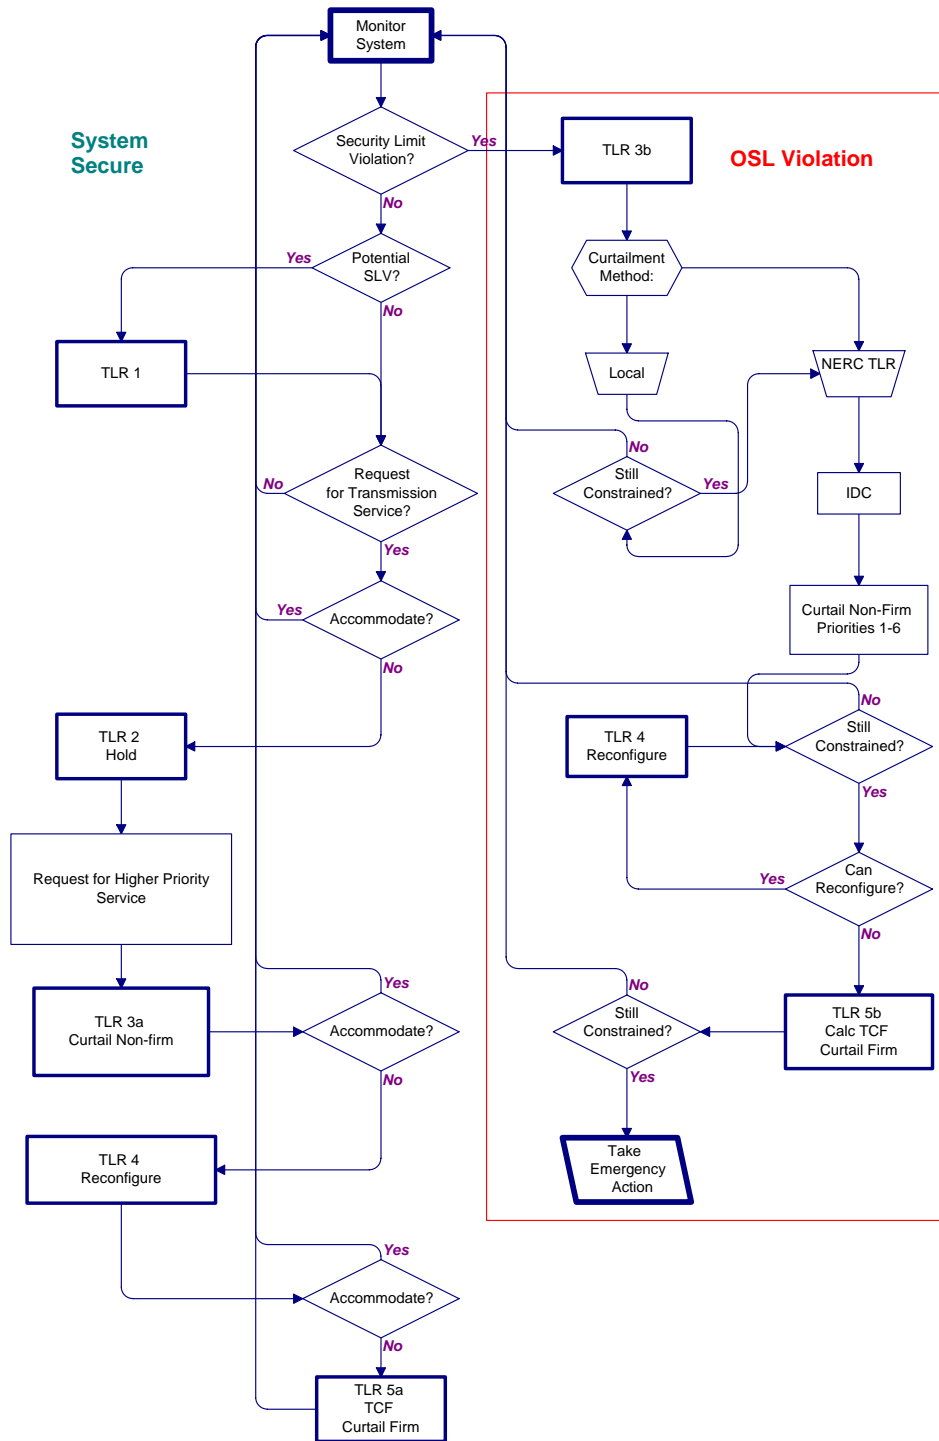 Monitor
System
System
Secure
Security Limit
Violation?
Yes
No
TLR 3b
OSL Violation
Yes
Potential
SLV?
No
Curtailment
Method:
TLR 1
Local
NERC TLR
No
Request
for Transmission
Service?
Yes
No
Still
Constrained?
Yes
IDC
Yes
Accommodate?
No
Curtail Non-Firm
Priorities 1-6
TLR 2
Hold
TLR 4
Reconfigure
No
Still
Constrained?
Yes
Request for Higher Priority
Service
Yes
Can
Reconfigure?
No
TLR 3a
Curtail Non-firm
Yes
Accommodate?
No
No
Still
Constrained?
Yes
TLR 5b
Calc TCF
Curtail Firm
TLR 4
Reconfigure
Take
Emergency
Action
Yes
Accommodate?
No
TLR 5a
TCF
Curtail Firm